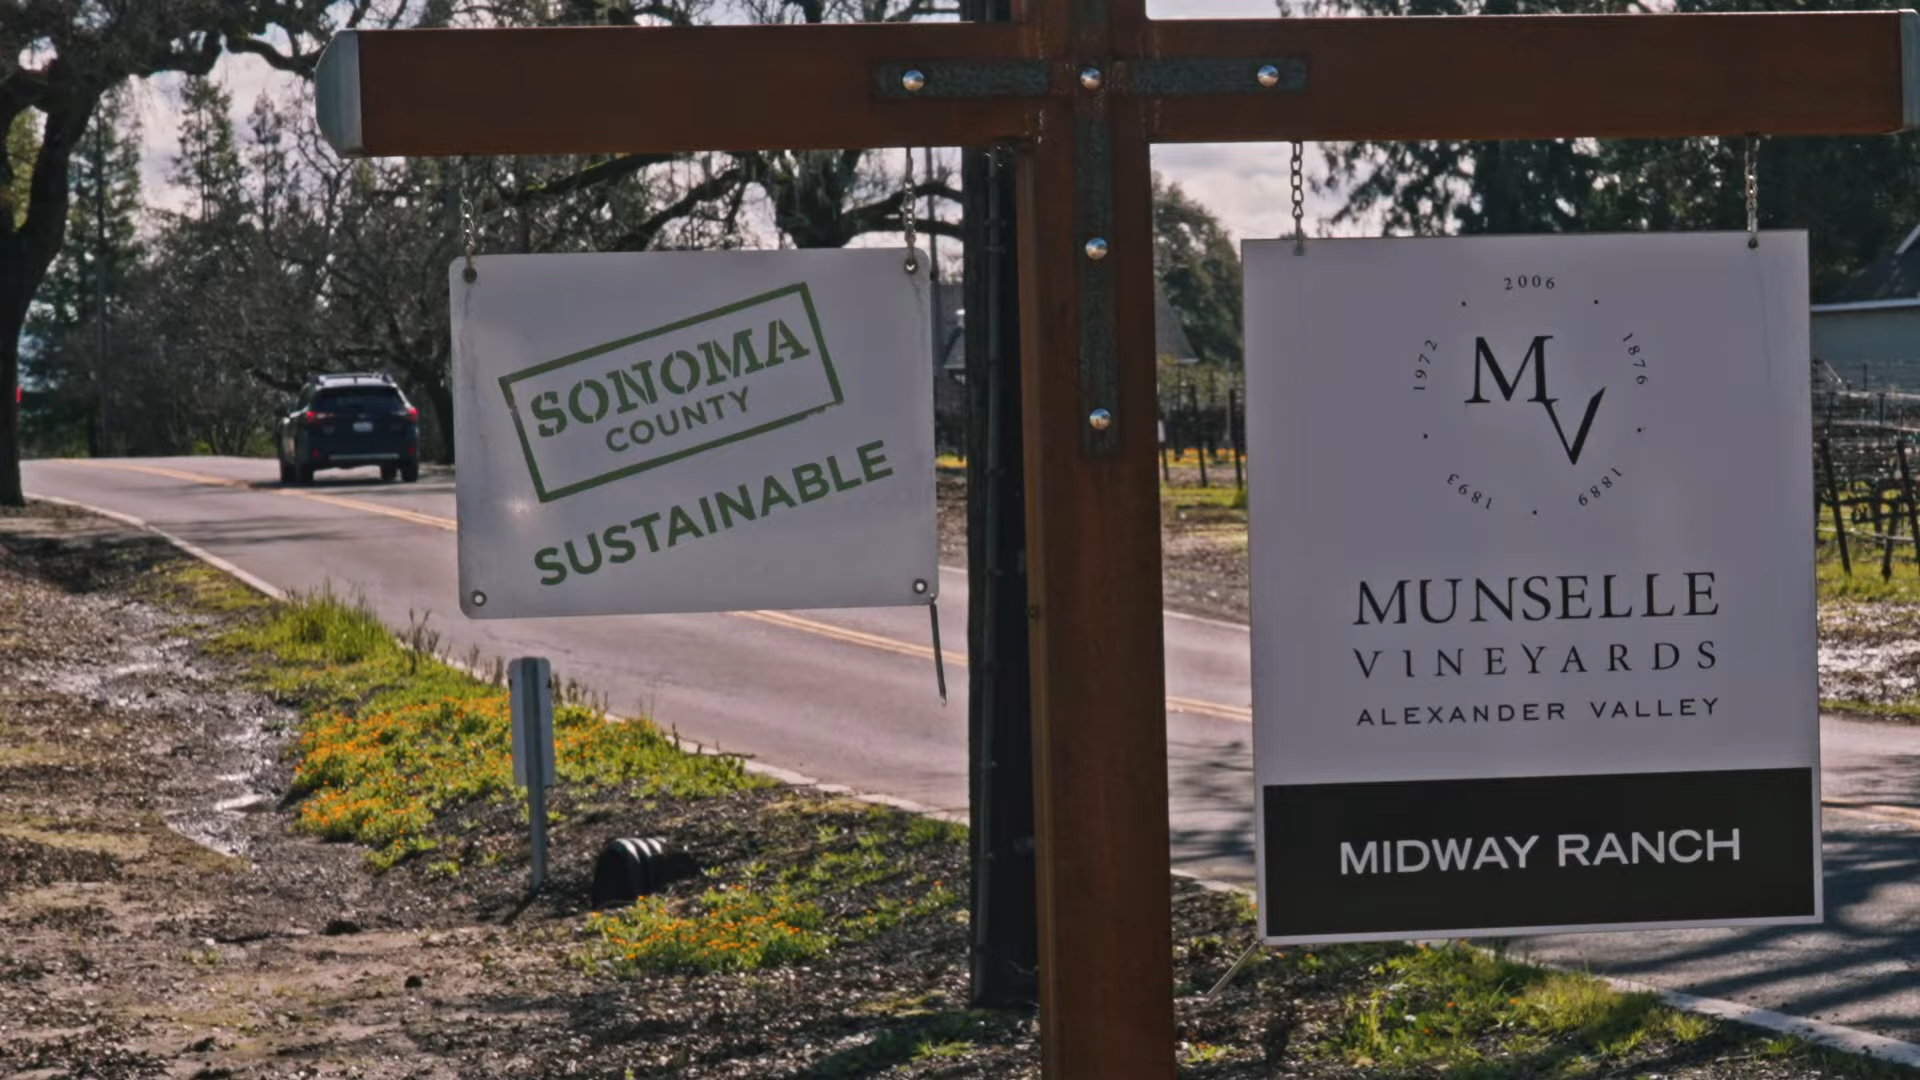 SONOMA
COUNTY
SUSTAINABLE
2006
1972
1876
MV
1893
1889
MUNSELLE
VINEYARDS
ALEXANDER VALLEY
MIDWAY RANCH